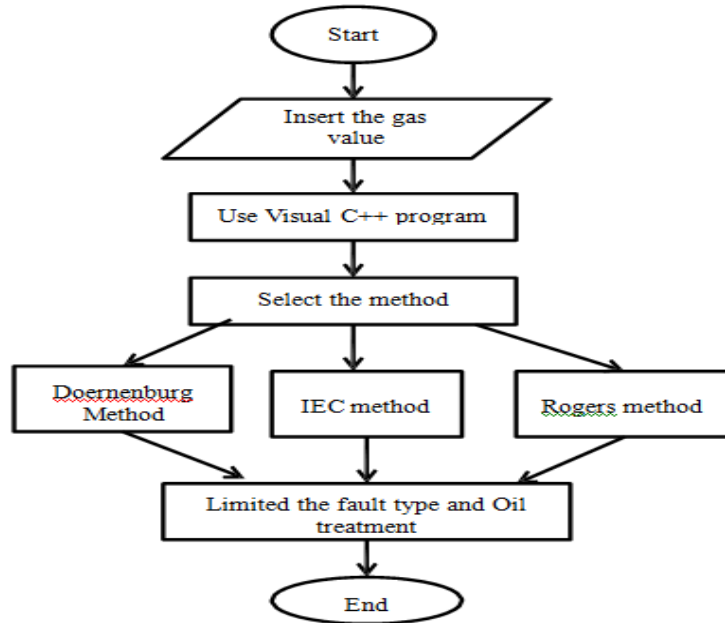 Start
Insert the gas
value
Use Visual C++ program
Select the method
Doernenburg
Method
IEC method
Rogers method
Limited the fault type and Oil
treatment
End